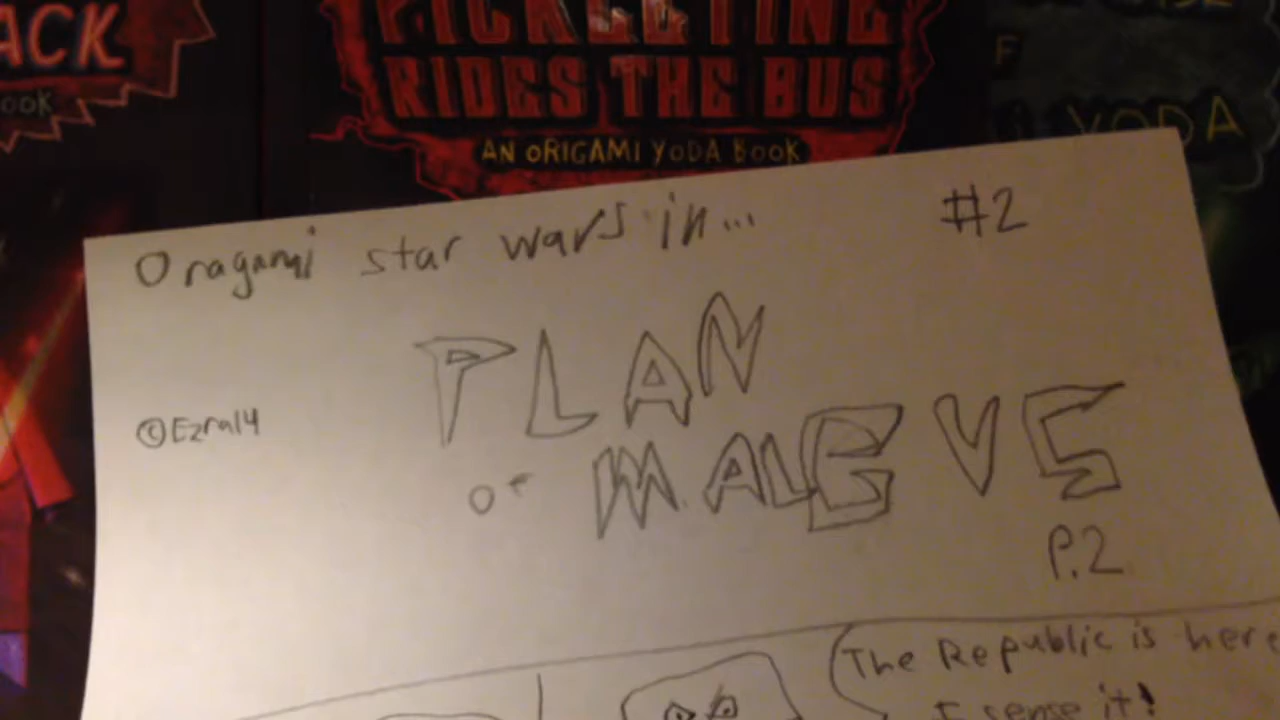 ACK
OOK
PICKLETINE
RIDES THE BUS
AN ORIGAMI YODA BOOK
F
YODA
Oragami star wars in...
#2
PLAN
©Ezra14
OF MALEVE
P.2
The Republic is here
I sense it!